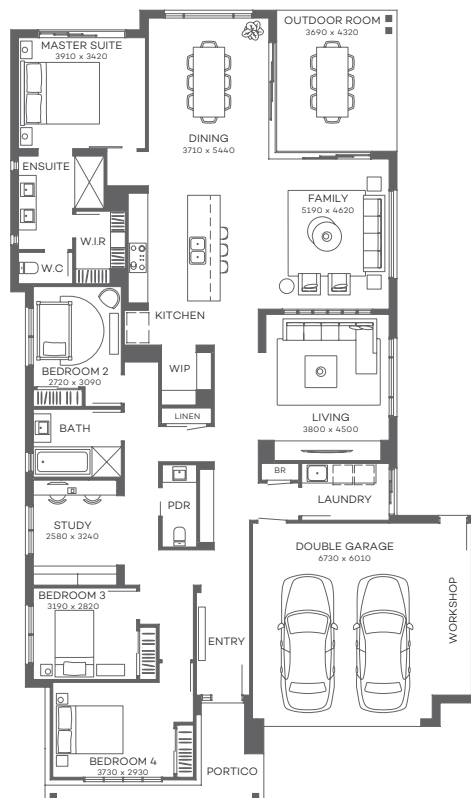 OUTDOOR ROOM
3690 x 4320
MASTER SUITE
3910 x 3420
DINING
3710 x 5440
ENSUITE
FAMILY
5190 x 4620
W.I.R
W.C
KITCHEN
BEDROOM 2
2720 x 3090
WIP
LINEN
LIVING
3800 x 4500
BATH
BR
LAUNDRY
PDR
STUDY
2580 x 3240
DOUBLE GARAGE
6730 x 6010
WORKSHOP
BEDROOM 3
3190 x 2820
ENTRY
BEDROOM 4
3730 x 2930
PORTICO